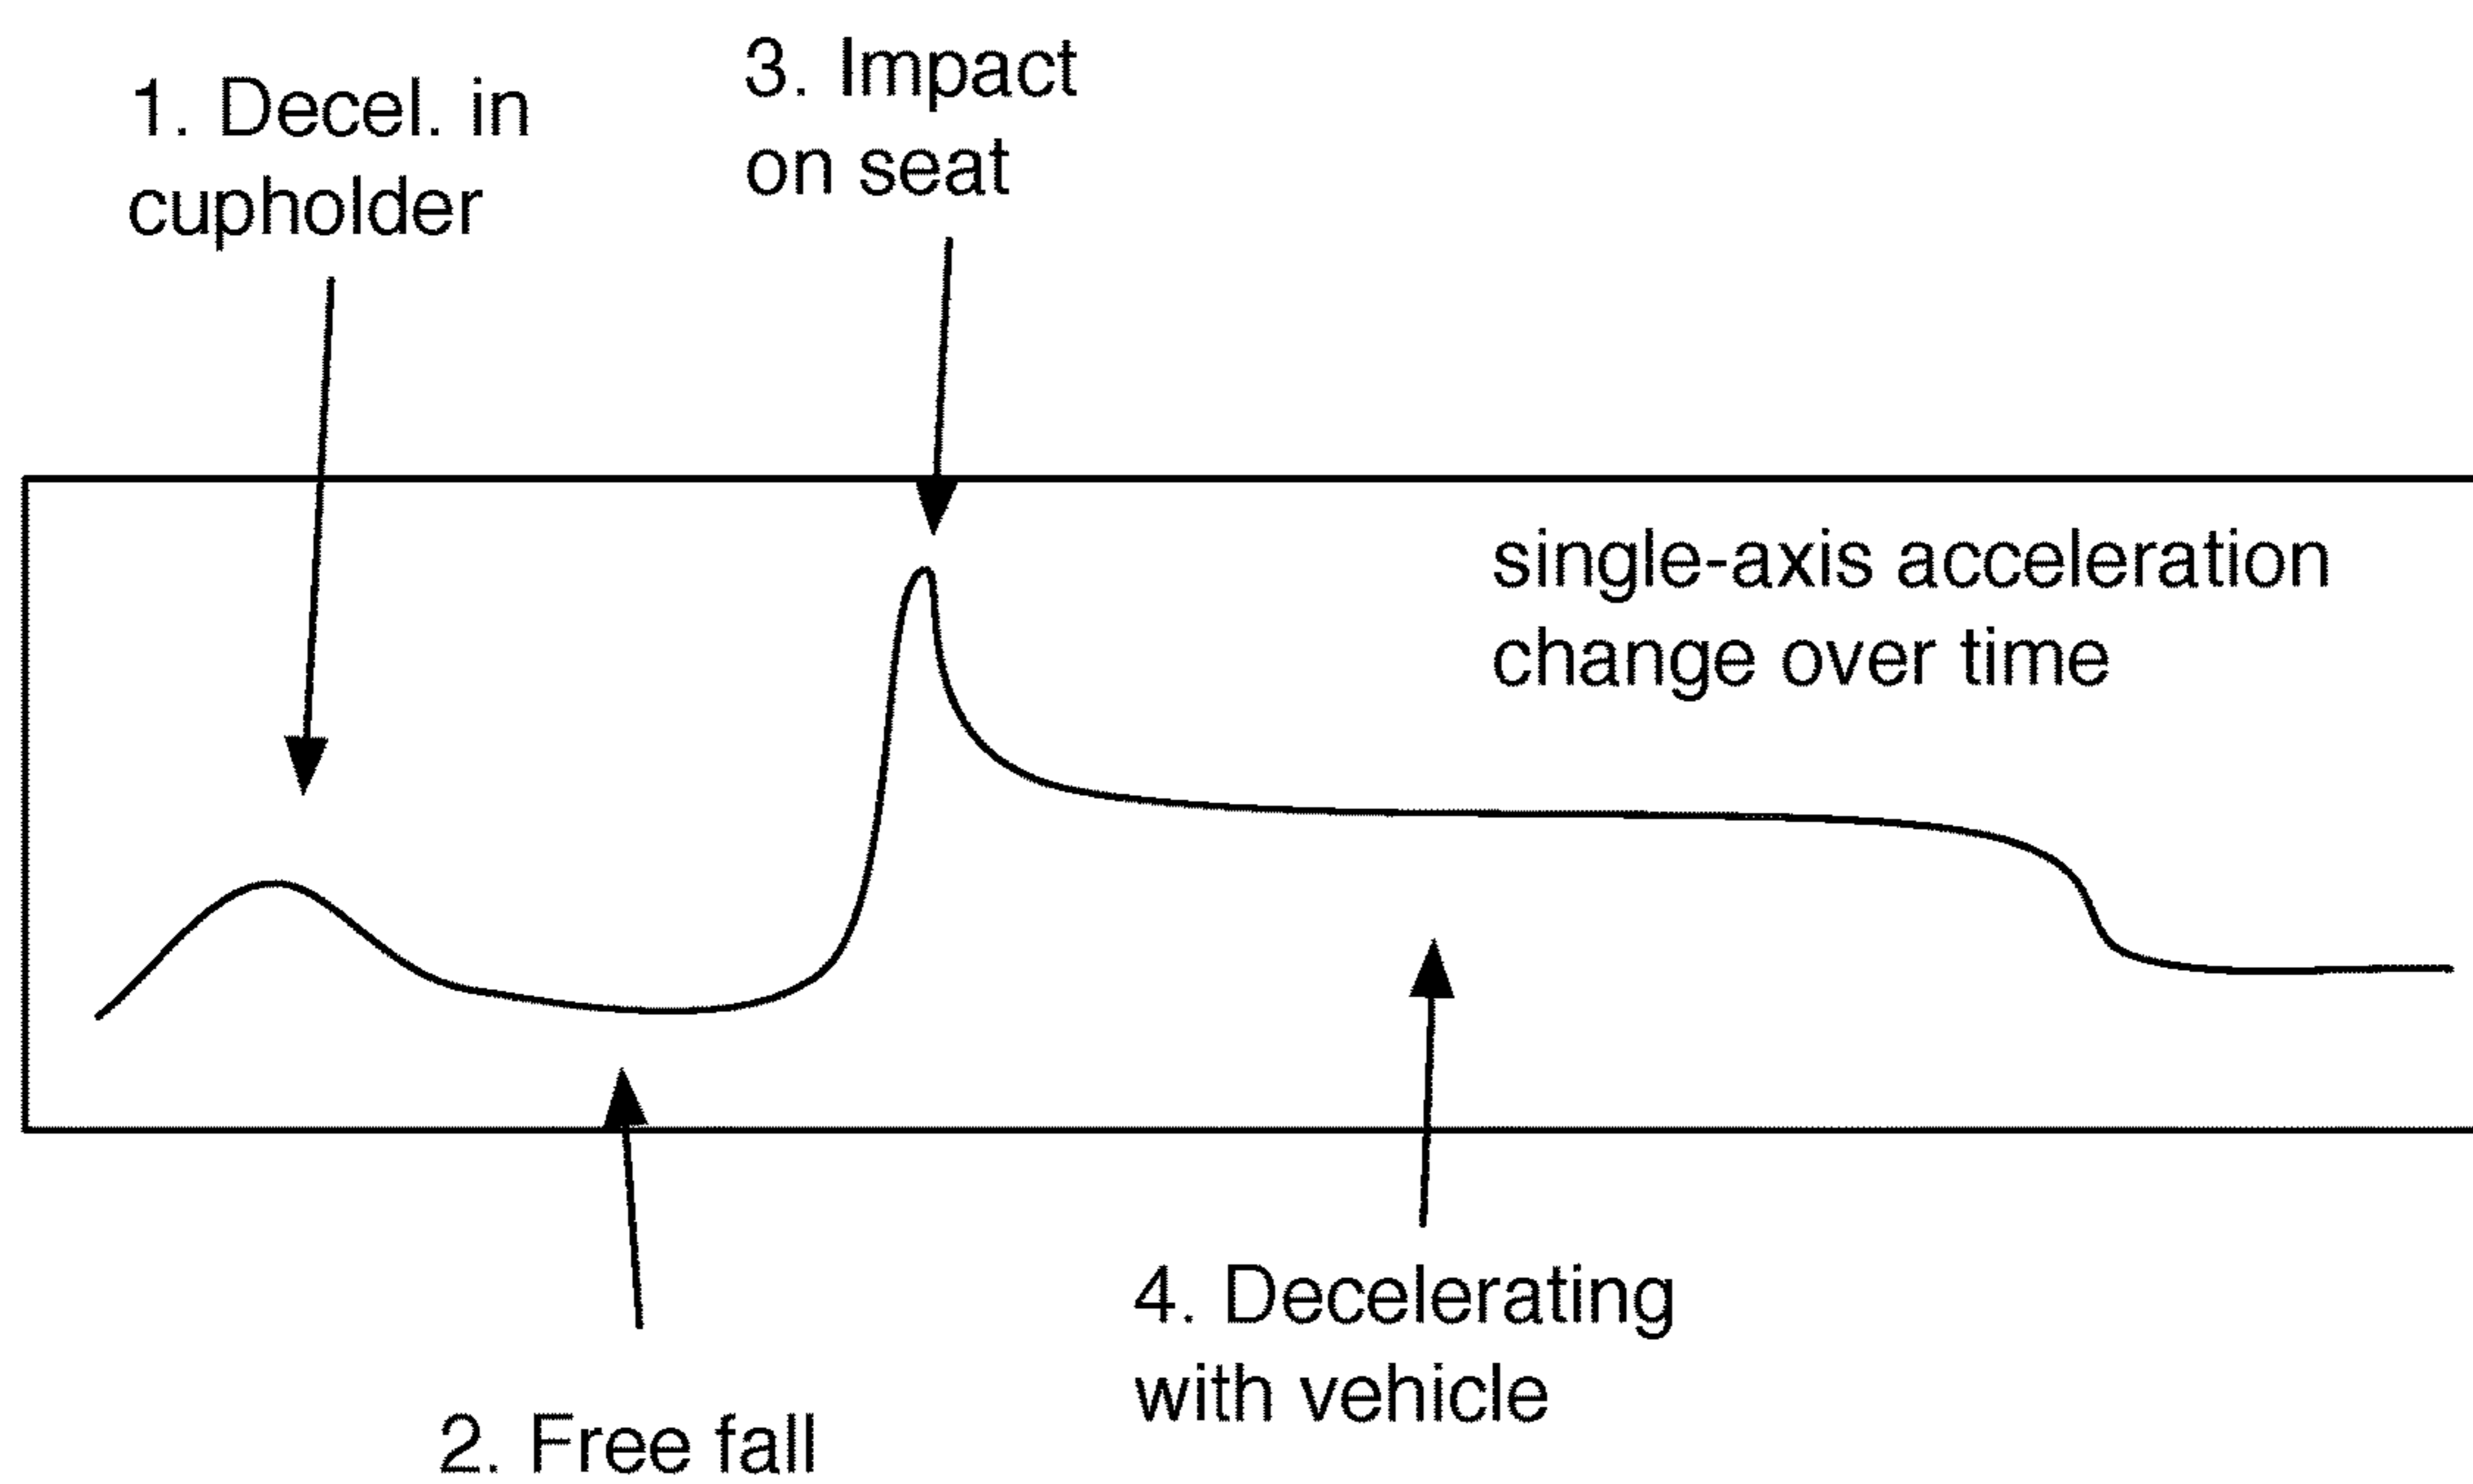 1. Decel. in
cupholder
3. Impact
on seat
single-axis acceleration
change over time
4. Decelerating
with vehicle
2. Free fall